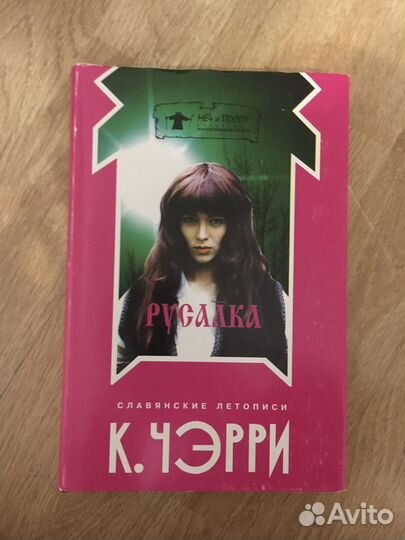 МЕЧ И ПОСОХ
РУСАЛКА
СЛАВЯНСКИЕ ЛЕТОПИСИ
К. ЧЭРРИ
Avito